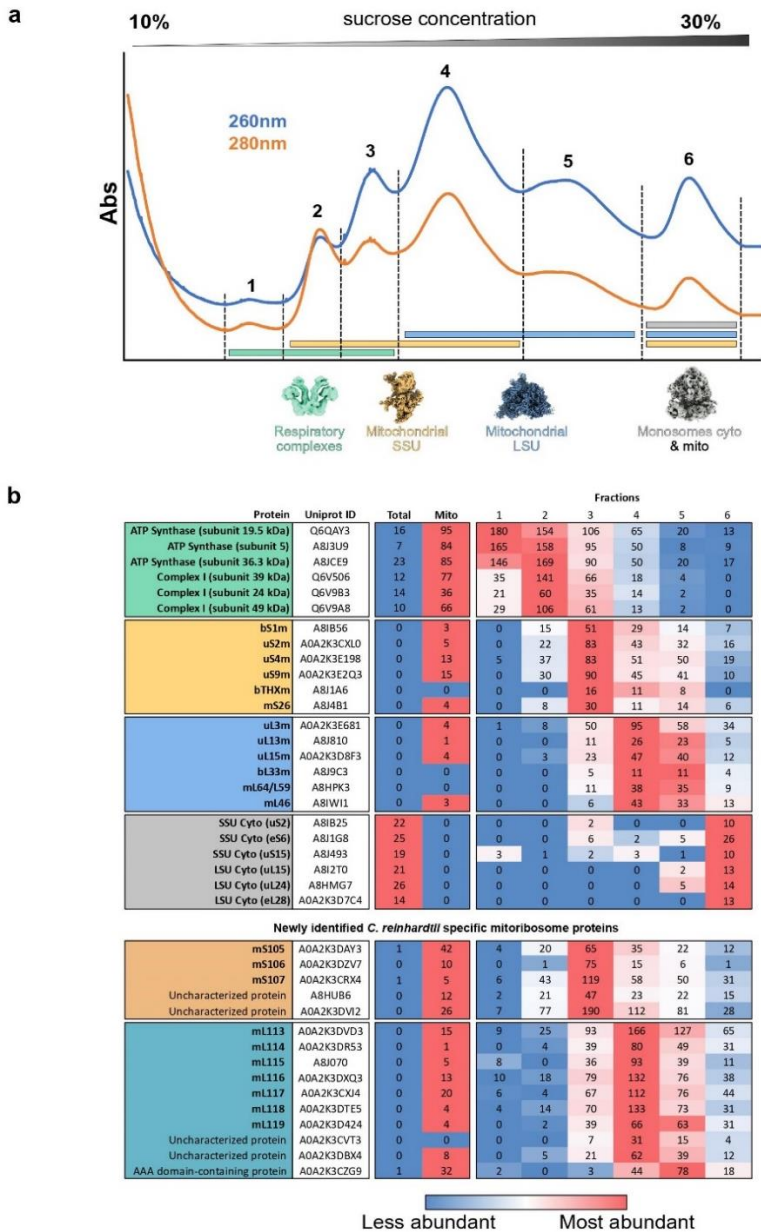 a
sucrose concentration
10% 30%
260nm
280nm
Abs
1 2 3 4 5 6
Respiratory complexes
Mitochondrial SSU
Mitochondrial LSU
Monosomes cyto & mito
b
Fractions
Protein Uniprot ID Total Mito 1 2 3 4 5 6
ATP Synthase (subunit 19.5 kDa) Q6QAY3 16 95 180 154 106 65 20 13
ATP Synthase (subunit 5) A8J3U9 7 84 165 158 95 50 8 9
ATP Synthase (subunit 36.3 kDa) A8JCE9 23 85 146 169 90 50 20 17
Complex I (subunit 39 kDa) Q6V506 12 77 35 141 66 18 4 0
Complex I (subunit 24 kDa) Q6V9B3 14 36 21 60 35 14 2 0
Complex I (subunit 49 kDa) Q6V9A8 10 66 29 106 61 13 2 0
bS1m A8IB56 0 3 0 15 51 29 14 7
uS2m A0A2K3CXL0 0 5 0 22 83 43 32 16
uS4m A0A2K3E198 0 13 5 37 83 51 50 19
uS9m A0A2K3E2Q3 0 15 0 30 90 45 41 10
bTHXm A8J1A6 0 0 0 0 16 11 8 0
mS26 A8J4B1 0 4 0 8 30 11 14 6
uL3m A0A2K3E681 0 4 1 8 50 95 58 34
uL13m A8J810 0 1 0 0 11 26 23 5
uL15m A0A2K3D8F3 0 4 0 3 23 47 40 12
bL33m A8J9C3 0 0 0 0 5 11 11 4
mL64/L59 A8HPK3 0 0 0 0 11 38 35 9
mL46 A8IWI1 0 3 0 0 6 43 33 13
SSU Cyto (uS2) A8IB25 22 0 0 0 2 0 0 10
SSU Cyto (eS6) A8J1G8 25 0 0 0 6 2 5 26
SSU Cyto (uS15) A8J493 19 0 3 1 2 3 1 10
LSU Cyto (uL15) A8I2T0 21 0 0 0 0 0 2 13
LSU Cyto (uL24) A8HMG7 26 0 0 0 0 0 5 14
LSU Cyto (eL28) A0A2K3D7C4 14 0 0 0 0 0 0 13
Newly identified C. reinhardtii specific mitoribosome proteins
mS105 A0A2K3DAY3 1 42 4 20 65 35 22 12
mS106 A0A2K3DZV7 0 10 0 1 75 15 6 1
mS107 A0A2K3CRX4 1 5 6 43 119 58 50 31
Uncharacterized protein A8HUB6 0 12 2 21 47 23 22 15
Uncharacterized protein A0A2K3DVI2 0 26 7 77 190 112 81 28
mL113 A0A2K3DVD3 0 15 9 25 93 166 127 65
mL114 A0A2K3DR53 0 1 0 4 39 80 49 31
mL115 A8J070 0 0 8 0 36 93 39 11
mL116 A0A2K3DXQ3 0 13 10 18 79 132 76 38
mL117 A0A2K3CXJ4 0 20 6 4 67 112 76 44
mL118 A0A2K3DTE5 0 4 4 14 70 133 73 31
mL119 A0A2K3D424 0 4 0 0 39 66 63 31
Uncharacterized protein A0A2K3CVT3 0 0 0 0 7 31 15 4
Uncharacterized protein A0A2K3DBX4 0 8 0 5 21 62 39 12
AAA domain-containing protein A0A2K3CZG9 1 32 2 0 3 44 78 18
Less abundant Most abundant